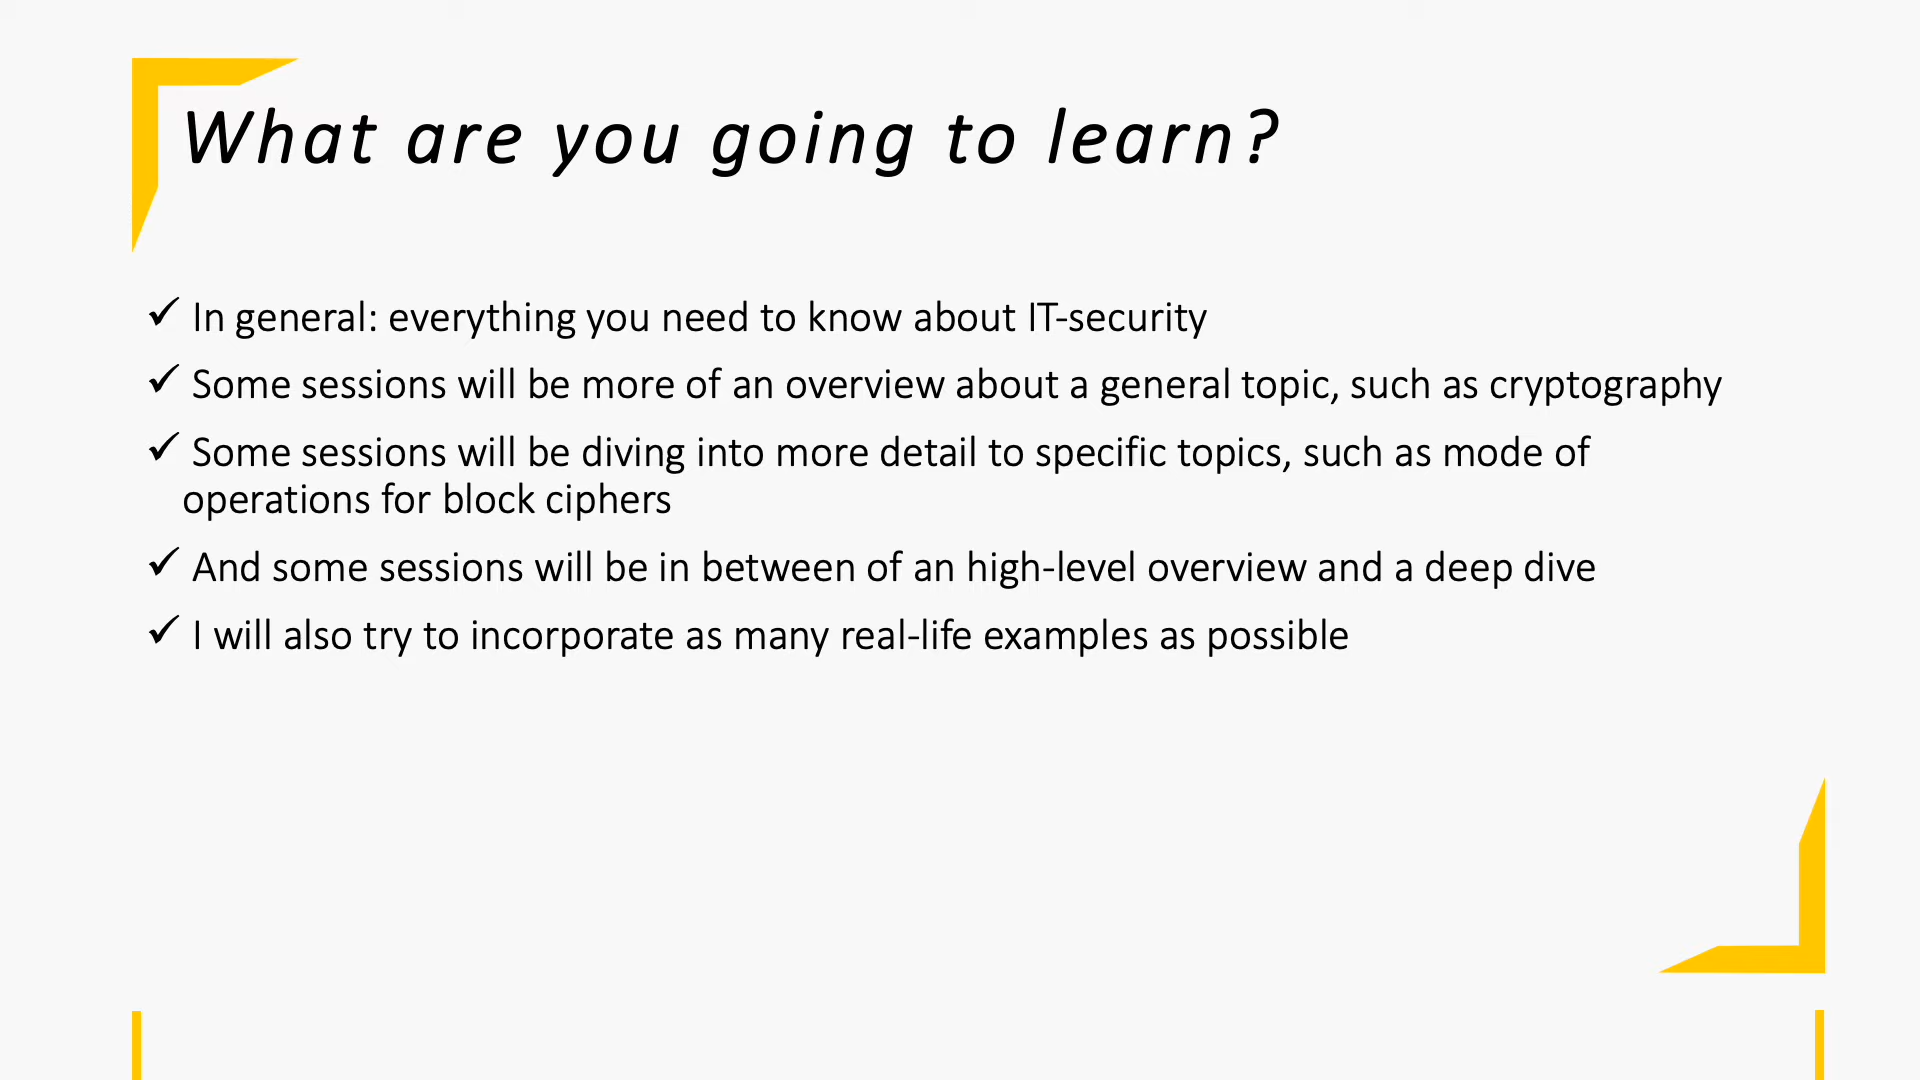 What are you going to learn?
✓ In general: everything you need to know about IT-security
✓ Some sessions will be more of an overview about a general topic, such as cryptography
✓ Some sessions will be diving into more detail to specific topics, such as mode of
operations for block ciphers
✓ And some sessions will be in between of an high-level overview and a deep dive
✓ I will also try to incorporate as many real-life examples as possible